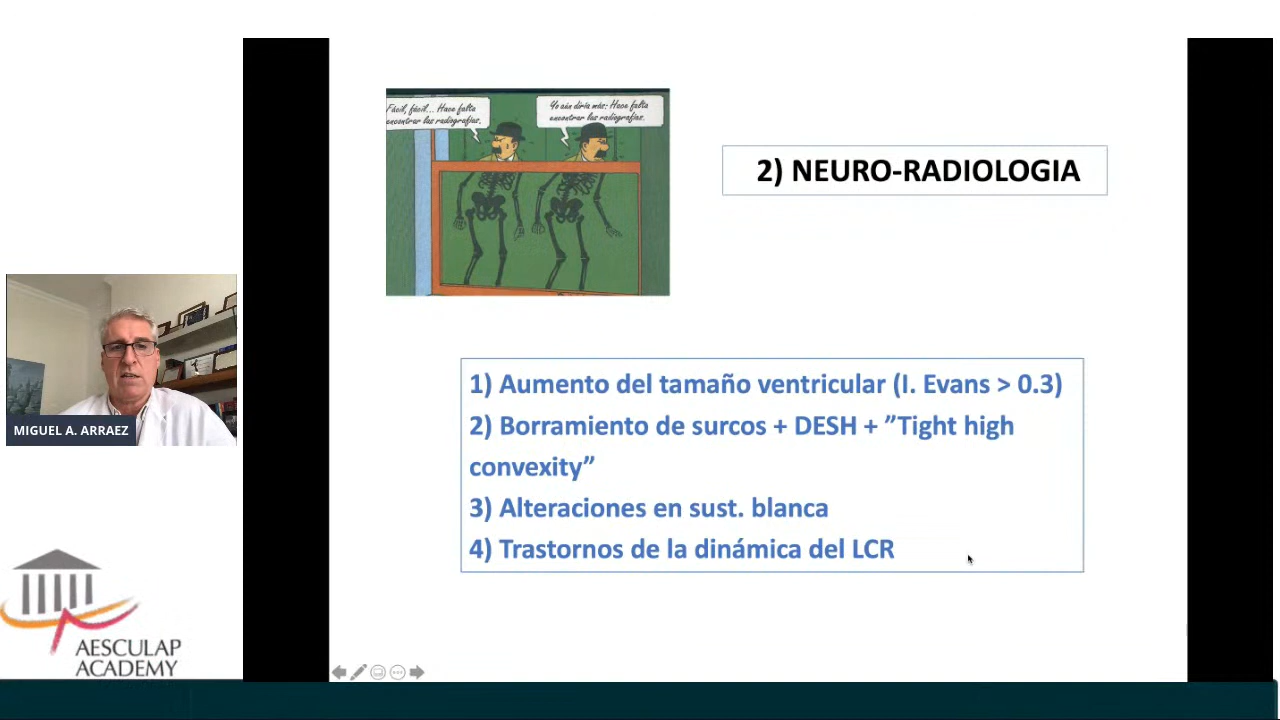 Fácil, fácil... Hace falta
encontrar las radiografías.
Yo aún diría más: Hace falta
encontrar las radiografías.
2) NEURO-RADIOLOGIA
1) Aumento del tamaño ventricular (I. Evans > 0.3)
2) Borramiento de surcos + DESH + ”Tight high
convexity”
3) Alteraciones en sust. blanca
4) Trastornos de la dinámica del LCR
MIGUEL A. ARRAEZ
AESCULAP
ACADEMY